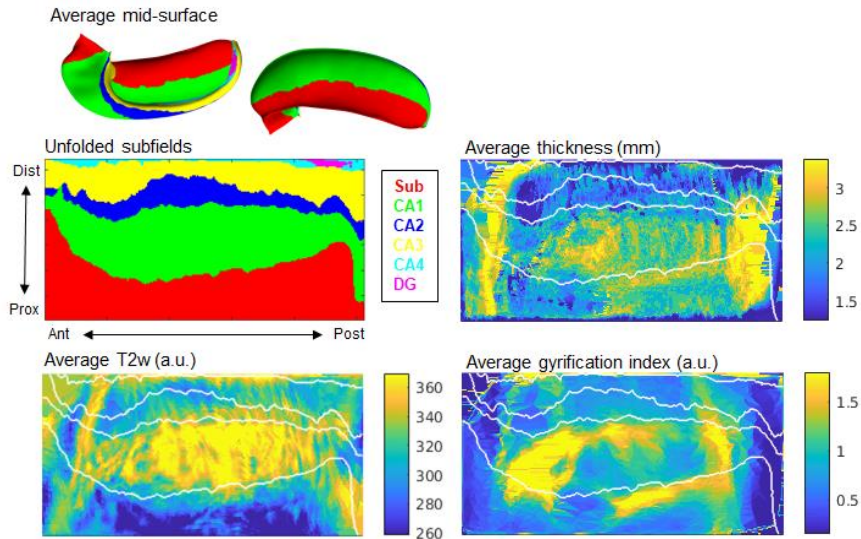 Average mid-surface
Unfolded subfields
Dist
Prox
Ant
Post
Sub
CA1
CA2
CA3
CA4
DG
Average thickness (mm)
3
2.5
2
1.5
Average T2w (a.u.)
360
340
320
300
280
260
Average gyrification index (a.u.)
1.5
1
0.5